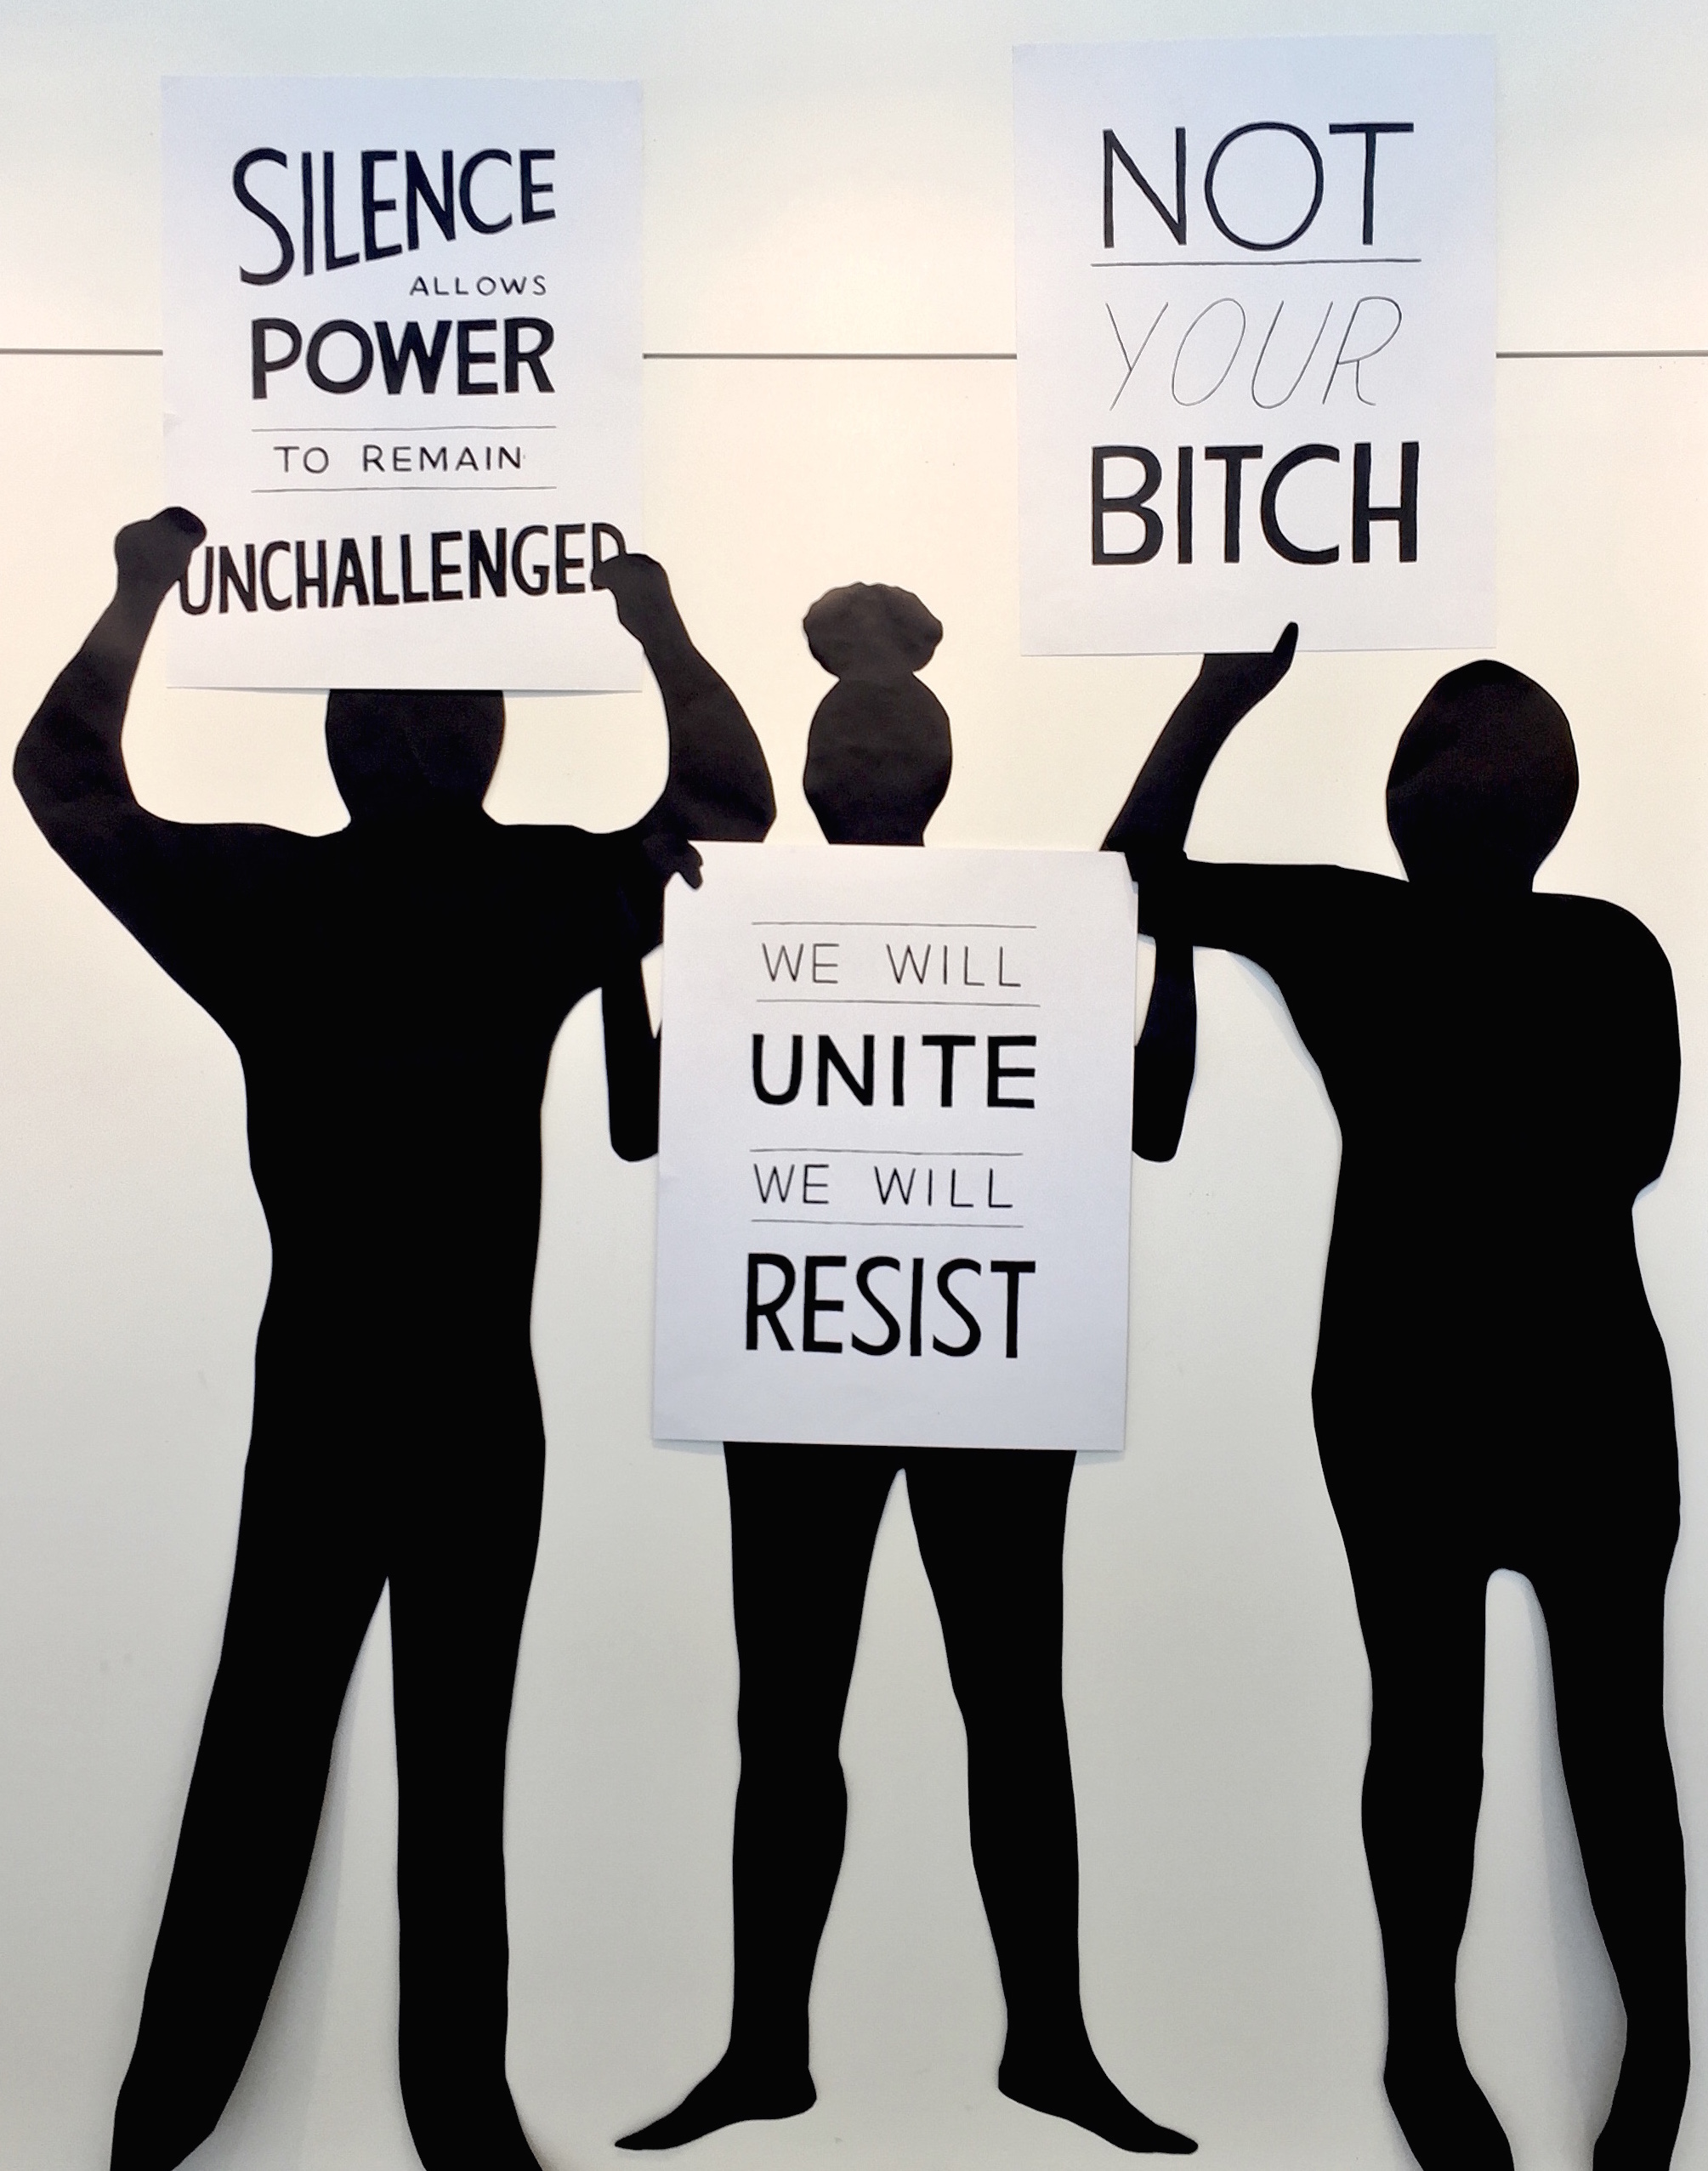 SILENCE
ALLOWS
POWER
TO REMAIN
UNCHALLENGED
NOT
YOUR
BITCH
WE WILL
UNITE
WE WILL
RESIST